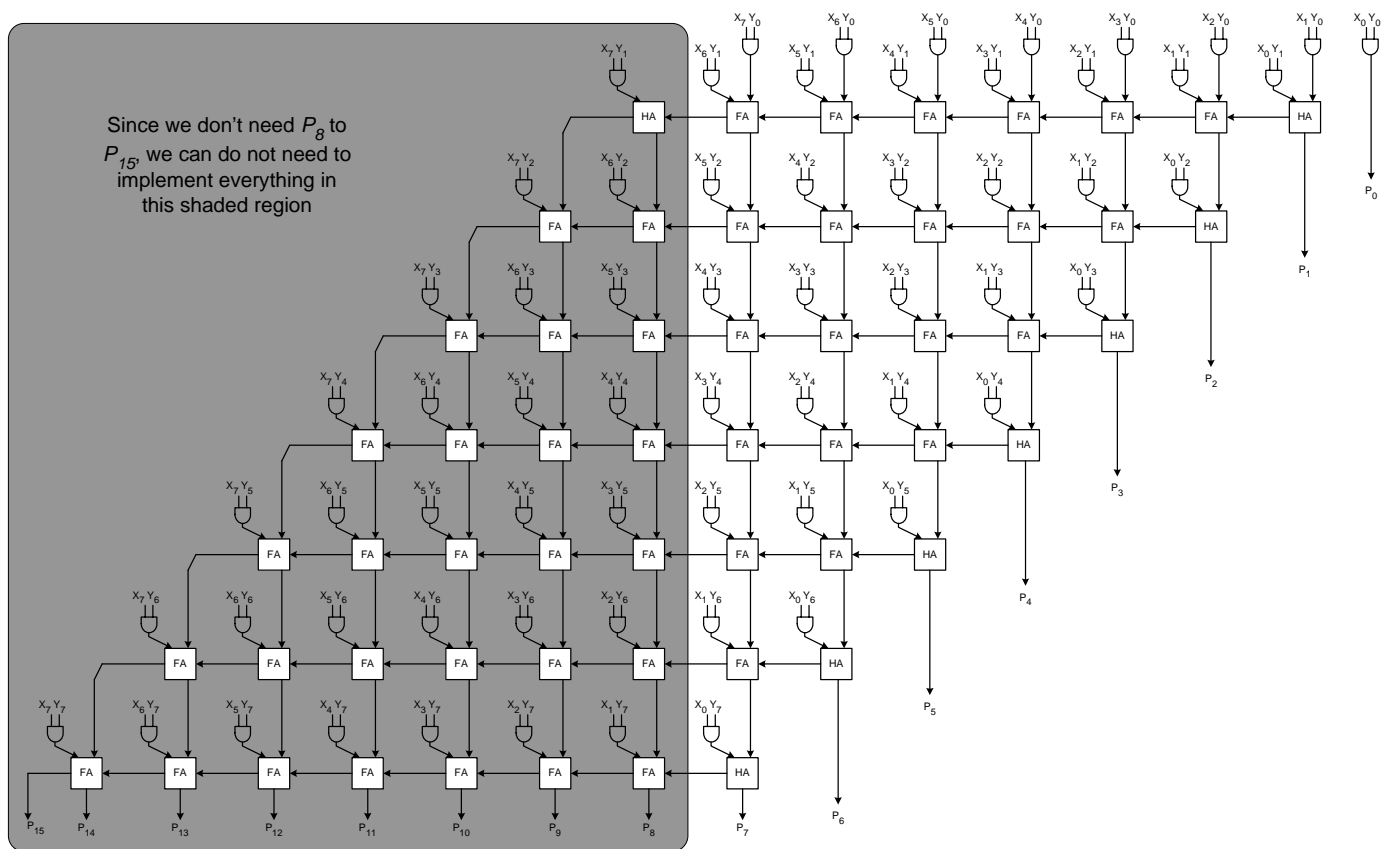 X7 Y0 X6 Y0 X5 Y0 X4 Y0 X3 Y0 X2 Y0 X1 Y0 X0 Y0
X7 Y1 X6 Y1 X5 Y1 X4 Y1 X3 Y1 X2 Y1 X1 Y1 X0 Y1
Since we don't need P8 to
P15, we can do not need to
implement everything in
this shaded region
HA FA FA FA FA FA FA HA
X7 Y2 X6 Y2 X5 Y2 X4 Y2 X3 Y2 X2 Y2 X1 Y2 X0 Y2
P0
FA FA FA FA FA FA FA HA
X7 Y3 X6 Y3 X5 Y3 X4 Y3 X3 Y3 X2 Y3 X1 Y3 X0 Y3
P1
FA FA FA FA FA FA FA HA
X7 Y4 X6 Y4 X5 Y4 X4 Y4 X3 Y4 X2 Y4 X1 Y4 X0 Y4
P2
FA FA FA FA FA FA FA HA
X7 Y5 X6 Y5 X5 Y5 X4 Y5 X3 Y5 X2 Y5 X1 Y5 X0 Y5
P3
FA FA FA FA FA FA FA HA
X7 Y6 X6 Y6 X5 Y6 X4 Y6 X3 Y6 X2 Y6 X1 Y6 X0 Y6
P4
FA FA FA FA FA FA FA HA
X7 Y7 X6 Y7 X5 Y7 X4 Y7 X3 Y7 X2 Y7 X1 Y7 X0 Y7
P5
FA FA FA FA FA FA FA HA
P15 P14 P13 P12 P11 P10 P9 P8 P7 P6